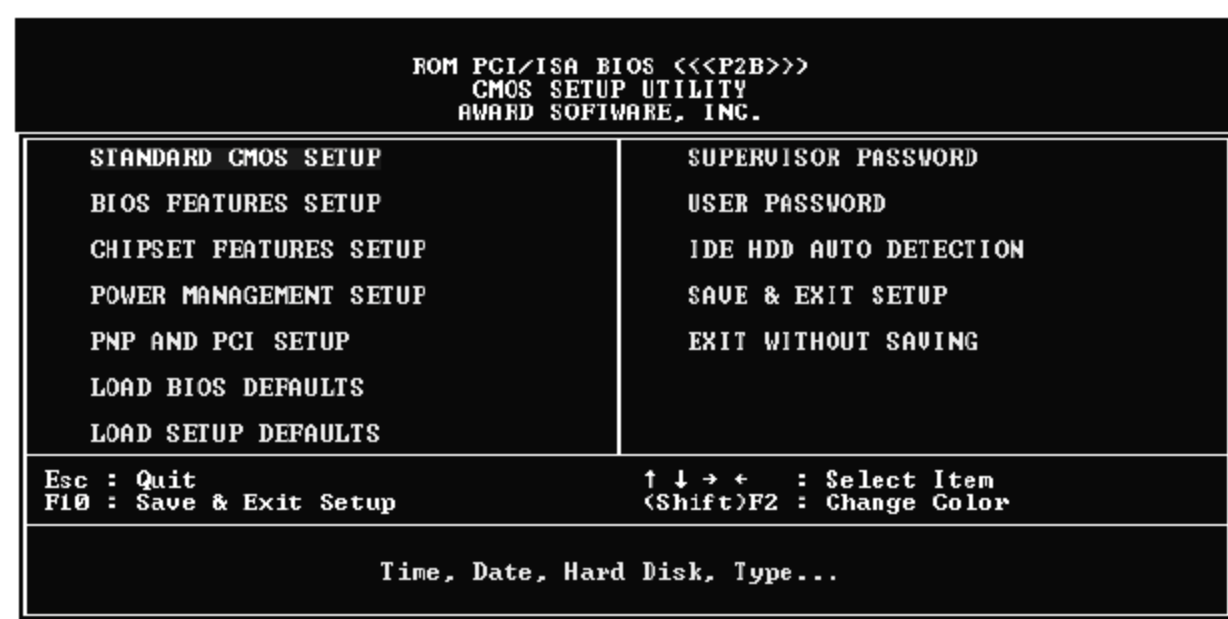 ROM PCI/ISA BIOS <<<P2B>>>
CMOS SETUP UTILITY
AWARD SOFTWARE, INC.
STANDARD CMOS SETUP
BIOS FEATURES SETUP
CHIPSET FEATURES SETUP
POWER MANAGEMENT SETUP
PNP AND PCI SETUP
LOAD BIOS DEFAULTS
LOAD SETUP DEFAULTS
SUPERVISOR PASSWORD
USER PASSWORD
IDE HDD AUTO DETECTION
SAVE & EXIT SETUP
EXIT WITHOUT SAVING
Esc : Quit
F10 : Save & Exit Setup
↑ ↓ → ← : Select Item
(Shift)F2 : Change Color
Time, Date, Hard Disk, Type...